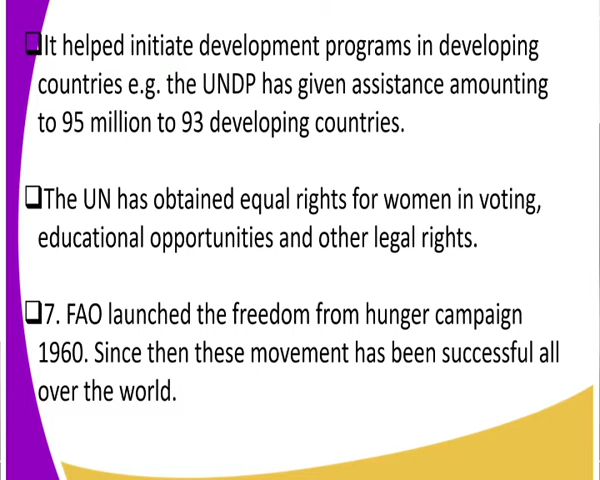 ❑It helped initiate development programs in developing
countries e.g. the UNDP has given assistance amounting
to 95 million to 93 developing countries.
❑The UN has obtained equal rights for women in voting,
educational opportunities and other legal rights.
❑7. FAO launched the freedom from hunger campaign
1960. Since then these movement has been successful all
over the world.